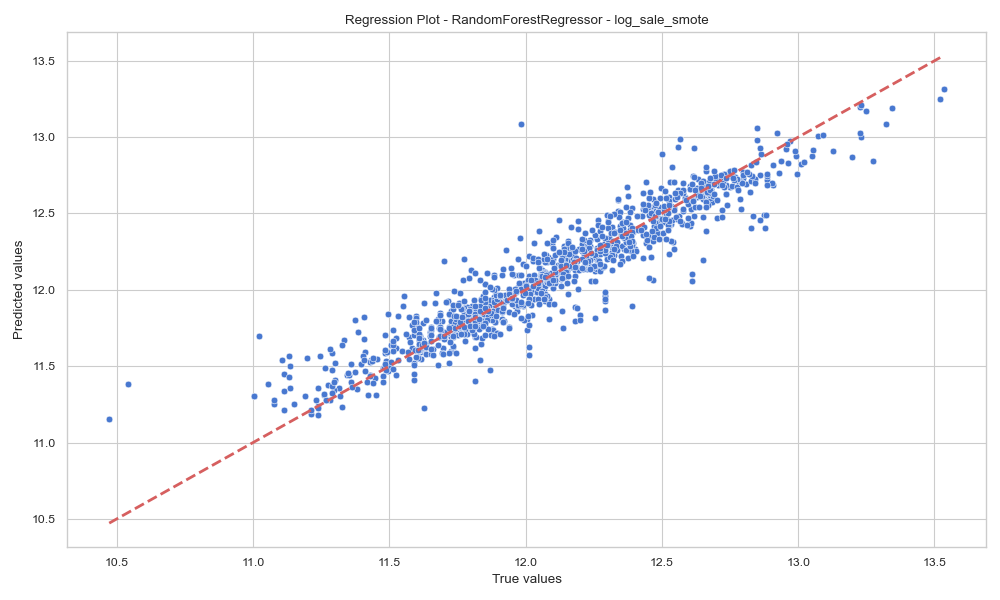 Regression Plot - RandomForestRegressor - log_sale_smote
Predicted values
13.5
13.0
12.5
12.0
11.5
11.0
10.5
10.5 11.0 11.5 12.0 12.5 13.0 13.5
True values